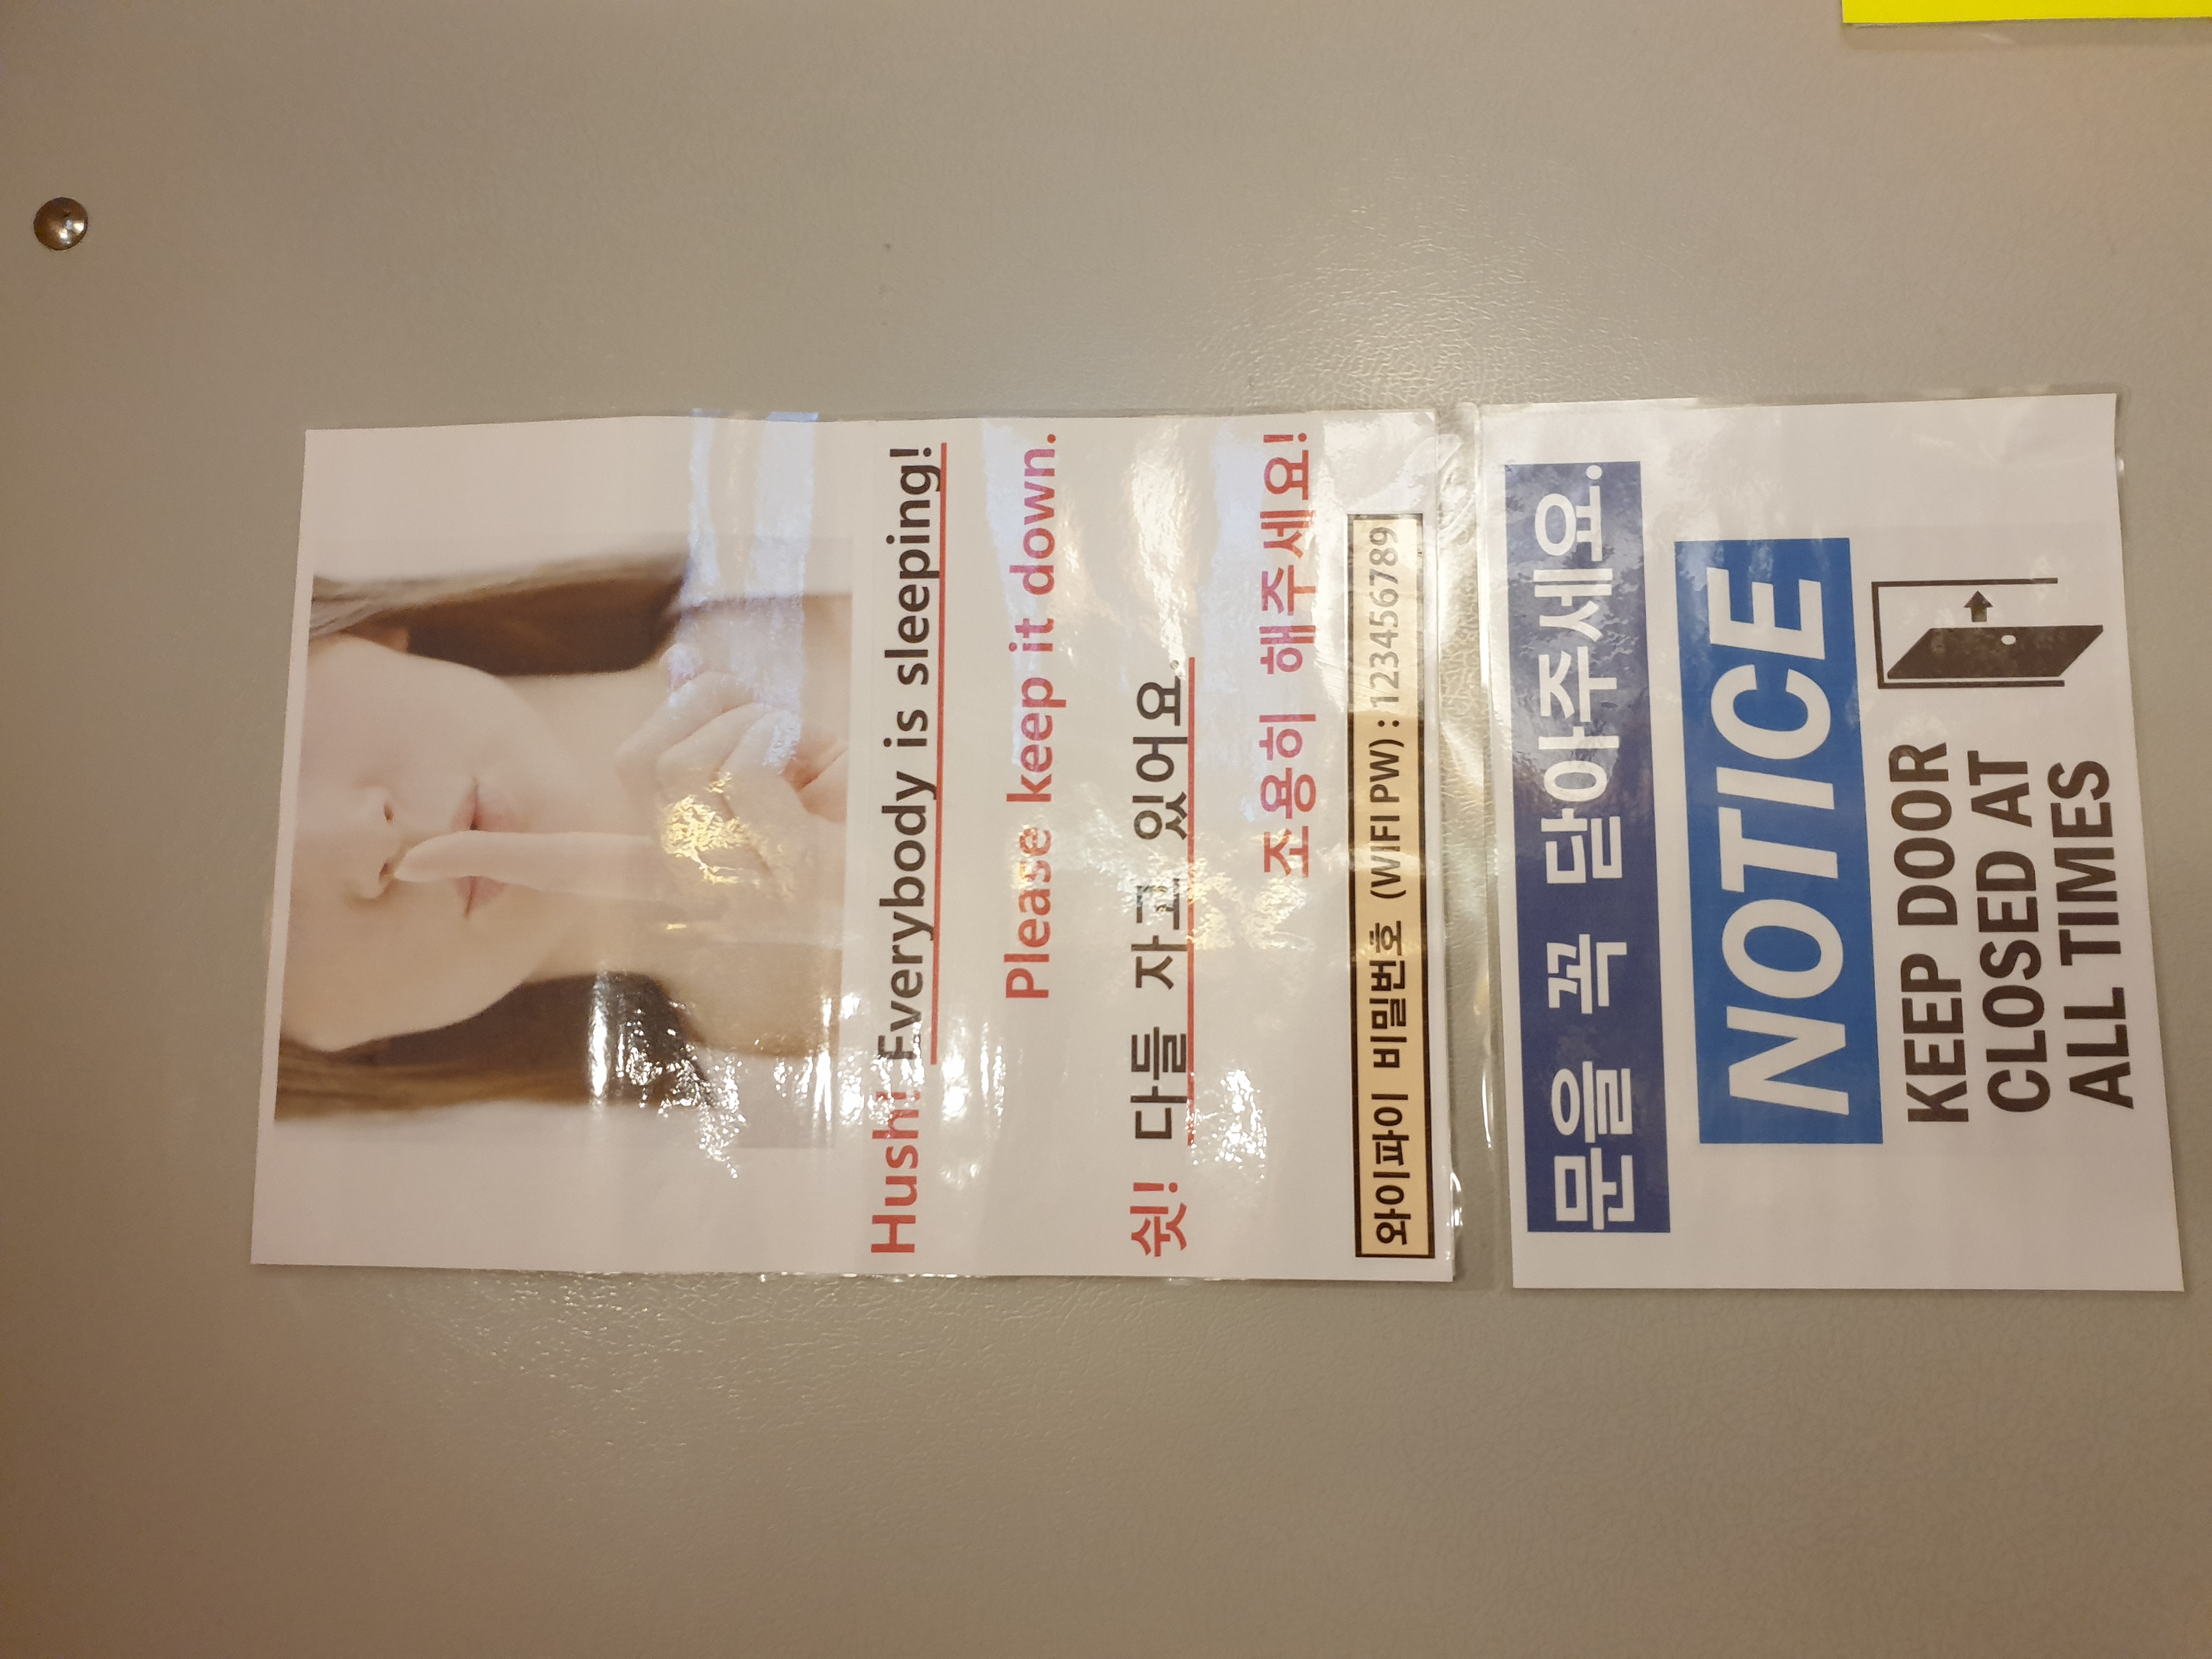 Hush! Everybody is sleeping!
Please keep it down.
쉿! 다들 자고 있어요.
조용히 해주세요!
와이파이 비밀번호 (WIFI PW) :123456789
문을 꼭 닫아주세요.
NOTICE
KEEP DOOR
CLOSED AT
ALL TIMES